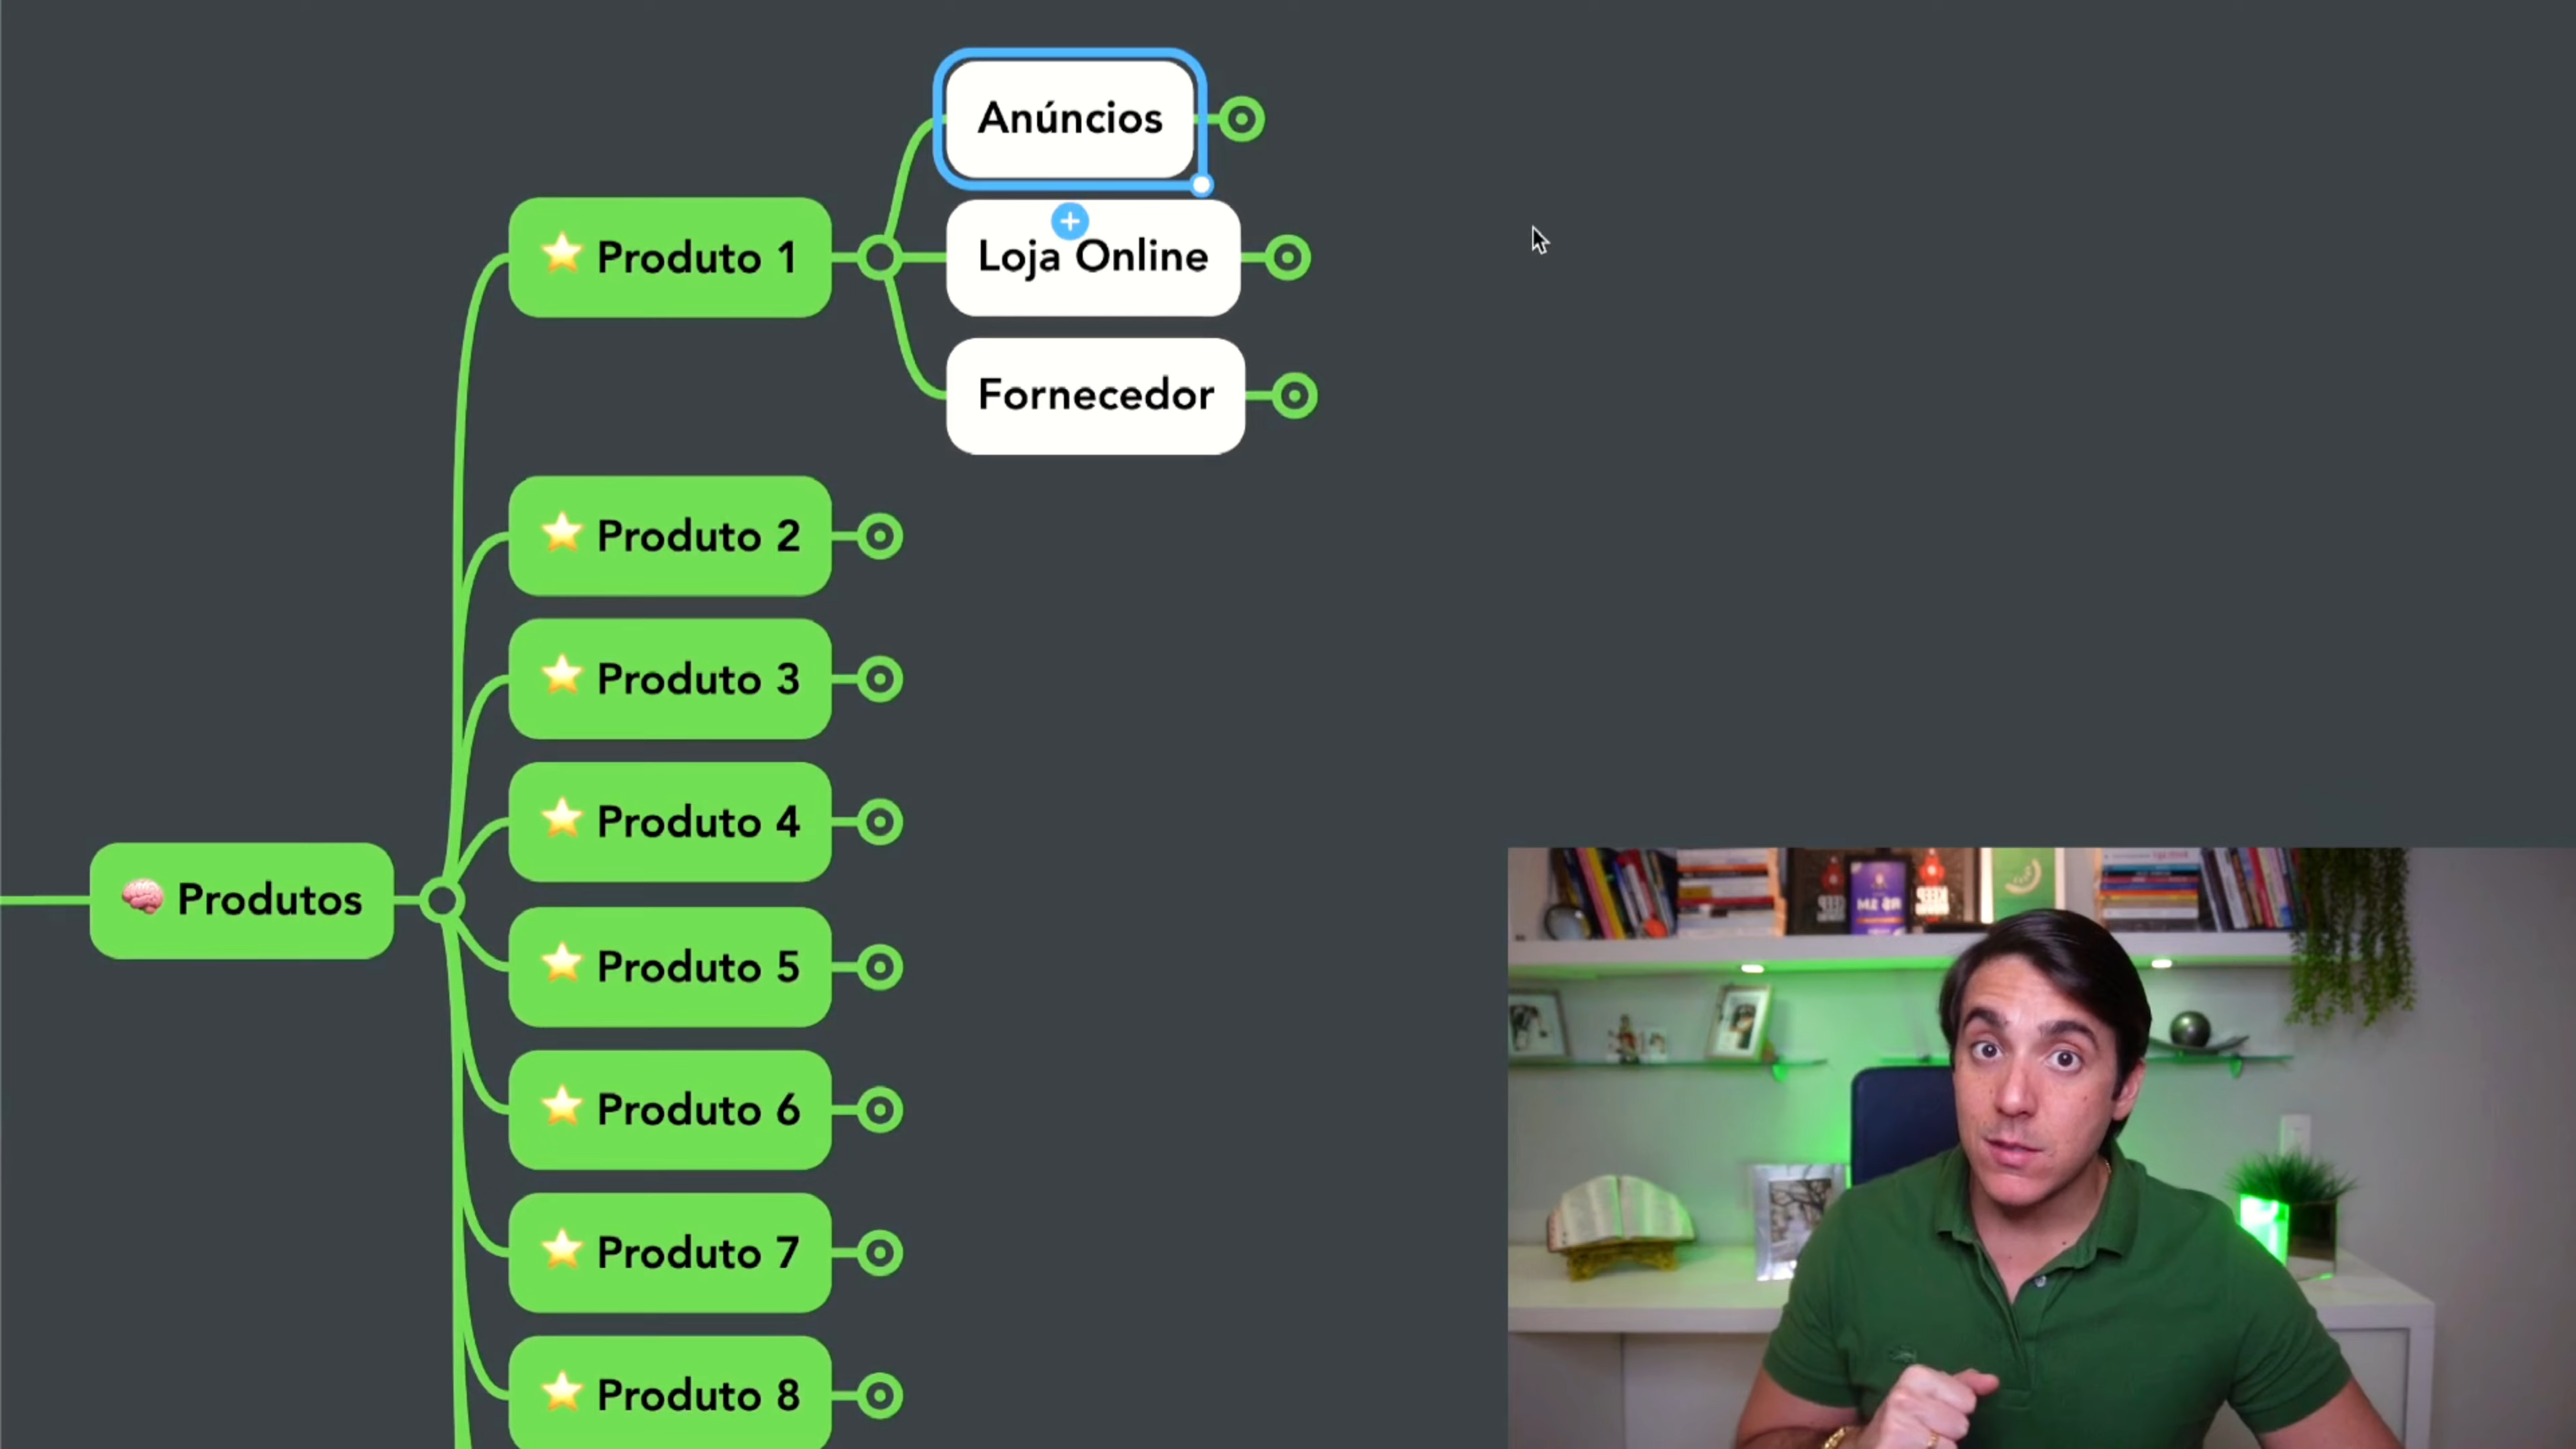 Anúncios
Produto 1
Loja Online
Fornecedor
Produto 2
Produto 3
Produto 4
Produtos
Produto 5
Produto 6
Produto 7
Produto 8